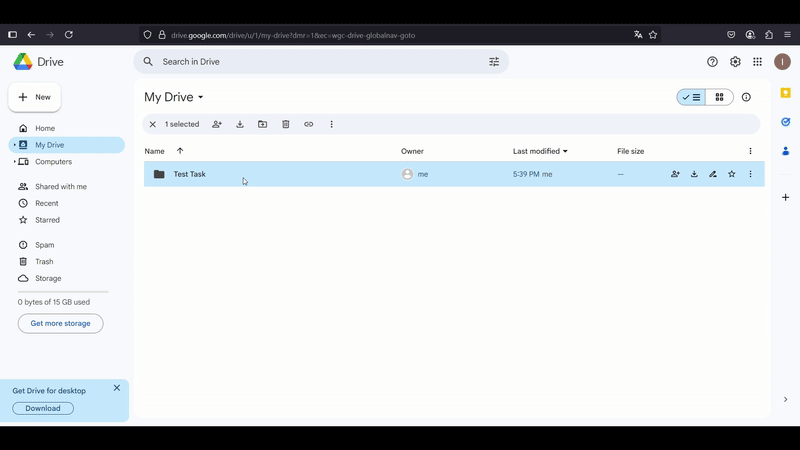 drive.google.com/drive/u/1/my-drive?dmr=1&ec=wgc-drive-globalnav-goto
Drive
Search in Drive
I
New
My Drive
1 selected
Home
My Drive
Computers
Shared with me
Recent
Starred
Spam
Trash
Storage
0 bytes of 15 GB used
Get more storage
Name
Owner
Last modified
File size
Test Task
me
5:39 PM me
—
Get Drive for desktop
Download